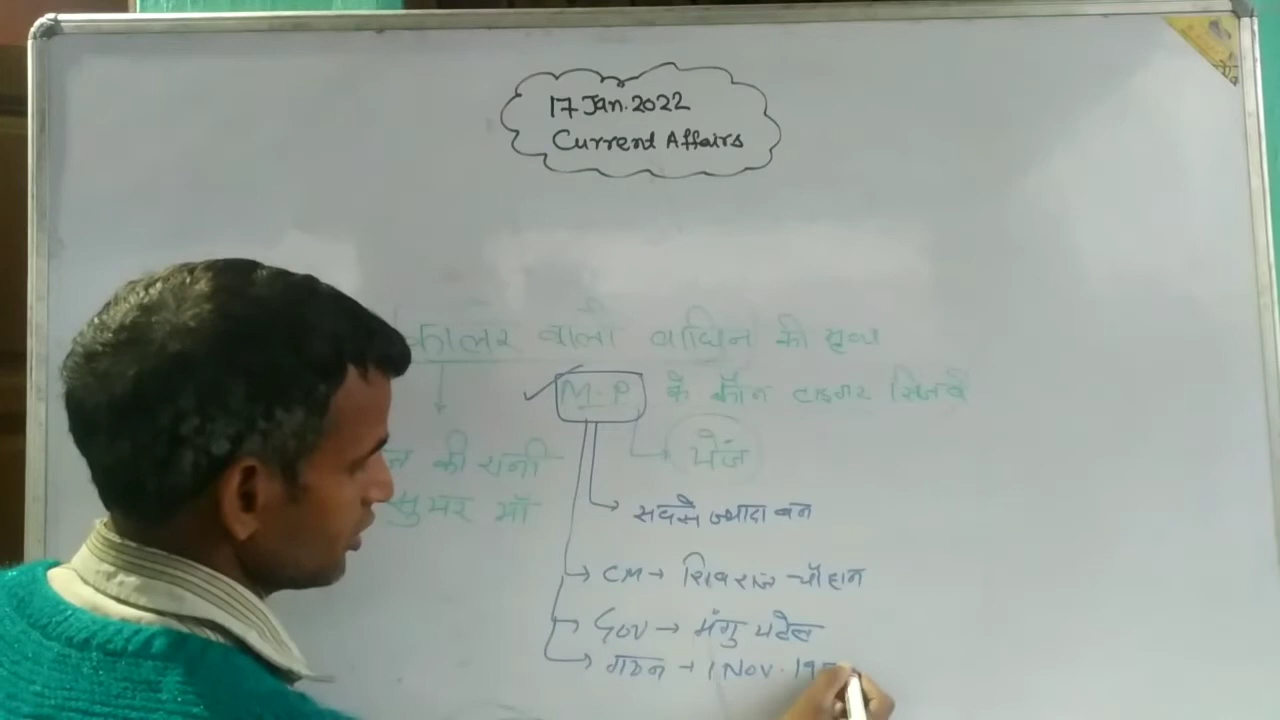 17 Jan. 2022
Current Affairs
कालर वाली बाघिन की मृत्यु
M.P के कौन टाइगर रिजर्व
की रानी पेंज
सुपर माँ
सबसे ज्यादा वन
CM → शिवराज चौहान
Gov → मंगु पटेल
गठन → 1 Nov. 19